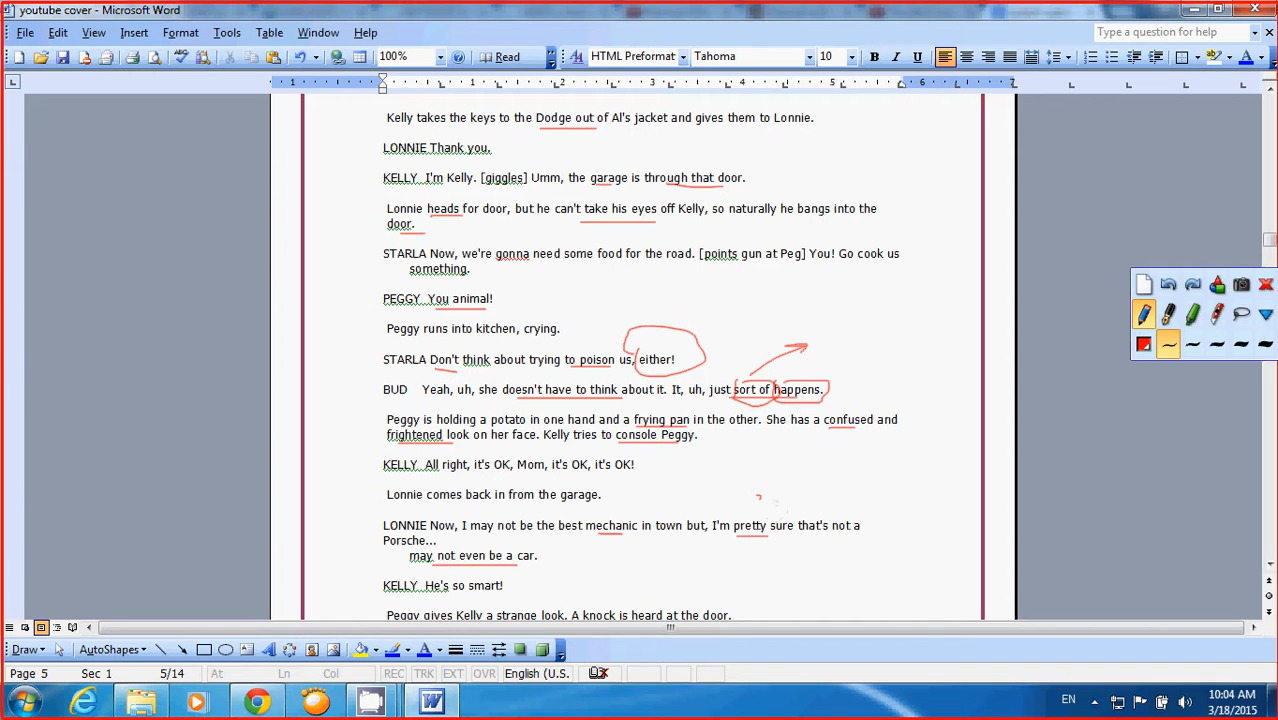 youtube cover - Microsoft Word
File Edit View Insert Format Tools Table Window Help
Type a question for help
100% Read HTML Preformat Tahoma 10
1 1 2 3 4 5 6 7
Kelly takes the keys to the Dodge out of Al's jacket and gives them to Lonnie.
LONNIE Thank you.
KELLY I'm Kelly. [giggles] Umm, the garage is through that door.
Lonnie heads for door, but he can't take his eyes off Kelly, so naturally he bangs into the
door.
STARLA Now, we're gonna need some food for the road. [points gun at Peg] You! Go cook us
something.
PEGGY You animal!
Peggy runs into kitchen, crying.
STARLA Don't think about trying to poison us, either!
BUD Yeah, uh, she doesn't have to think about it. It, uh, just sort of happens.
Peggy is holding a potato in one hand and a frying pan in the other. She has a confused and
frightened look on her face. Kelly tries to console Peggy.
KELLY All right, it's OK, Mom, it's OK, it's OK!
Lonnie comes back in from the garage.
LONNIE Now, I may not be the best mechanic in town but, I'm pretty sure that's not a
Porsche...
may not even be a car.
KELLY He's so smart!
Peggy gives Kelly a strange look. A knock is heard at the door.
Draw AutoShapes
Page 5 Sec 1 5/14 At Ln Col REC TRK EXT OVR English (U.S.
EN 10:04 AM
3/18/2015